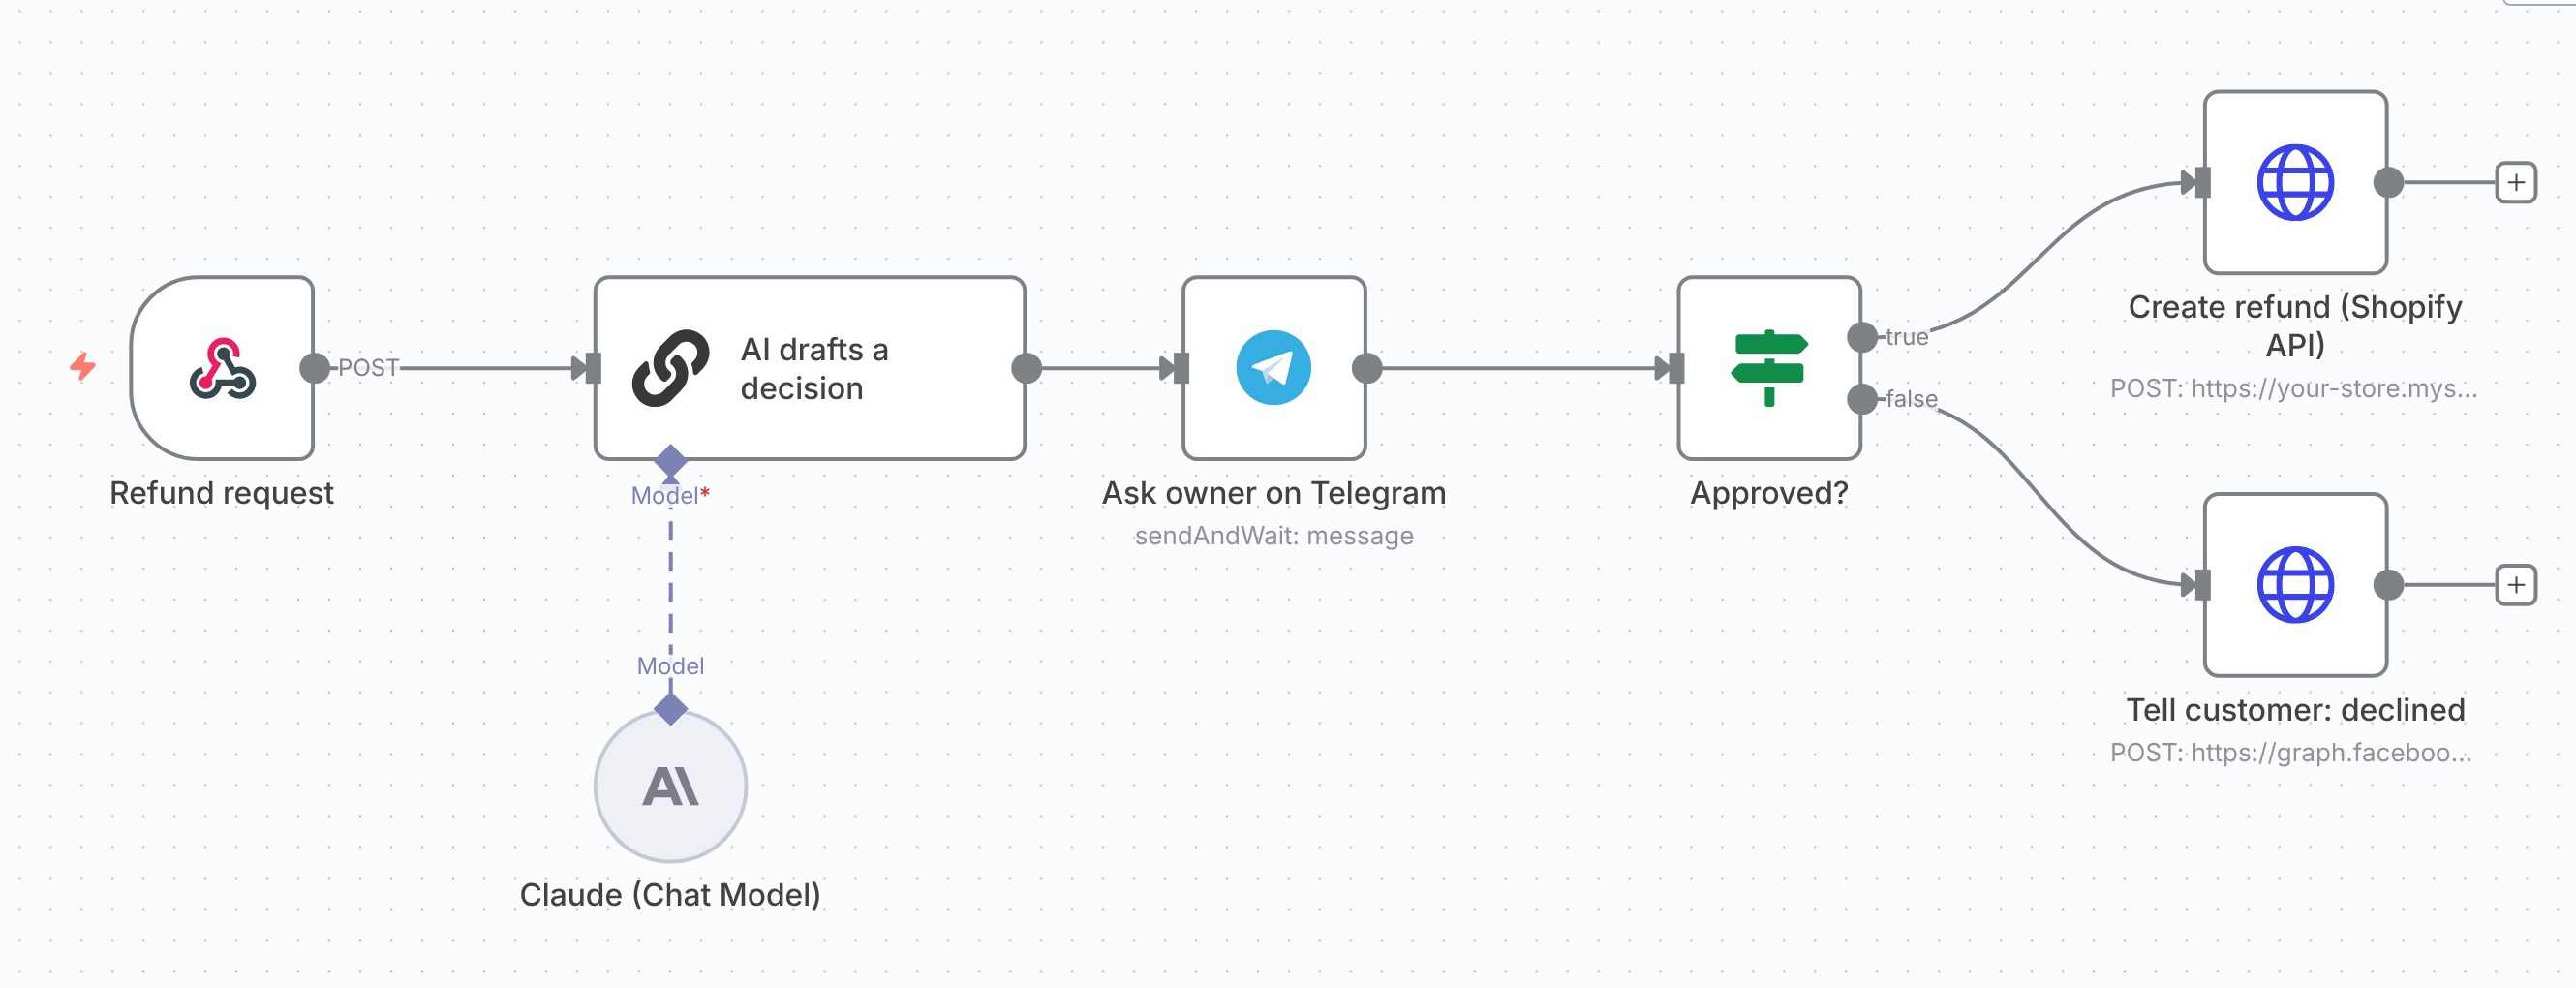 POST
AI drafts a
decision
Refund request
Model*
Model
Claude (Chat Model)
Ask owner on Telegram
sendAndWait: message
Approved?
true
false
Create refund (Shopify
API)
POST: https://your-store.mys...
Tell customer: declined
POST: https://graph.faceboo...